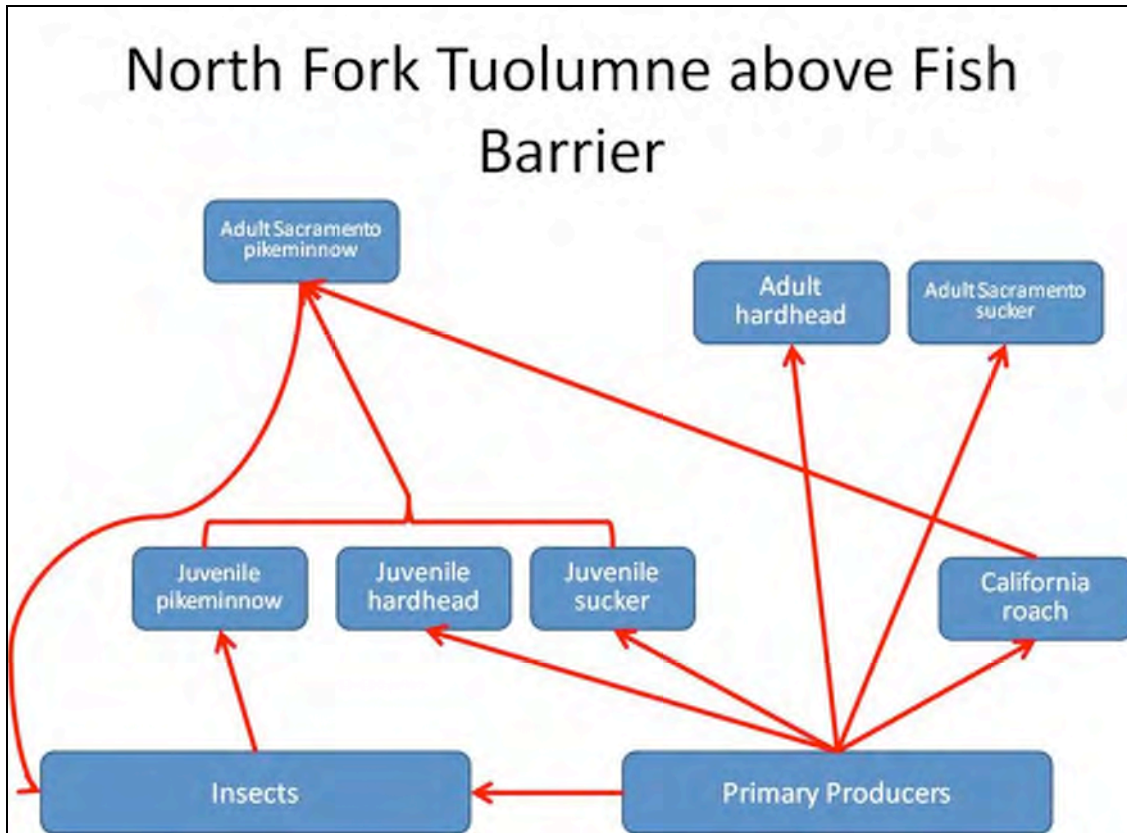 North Fork Tuolumne above Fish
Barrier
Adult Sacramento
pikeminnow
Adult
hardhead
Adult Sacramento
sucker
Juvenile
pikeminnow
Juvenile
hardhead
Juvenile
sucker
California
roach
Insects
Primary Producers